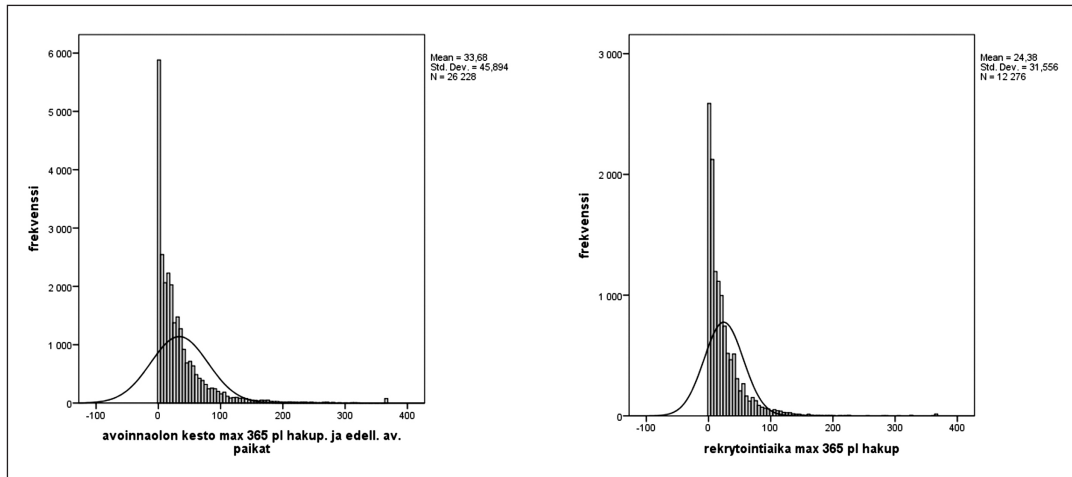 Mean = 33,68
Std. Dev. = 45,894
N = 26 228
6 000
5 000
4 000
3 000
2 000
1 000
0
frekvenssi
-100 0 100 200 300 400
avoinnaolon kesto max 365 pl hakup. ja edell. av.
paikat
Mean = 24,38
Std. Dev. = 31,556
N = 12 276
3 000
2 000
1 000
0
frekvenssi
-100 0 100 200 300 400
rekrytointiaika max 365 pl hakup